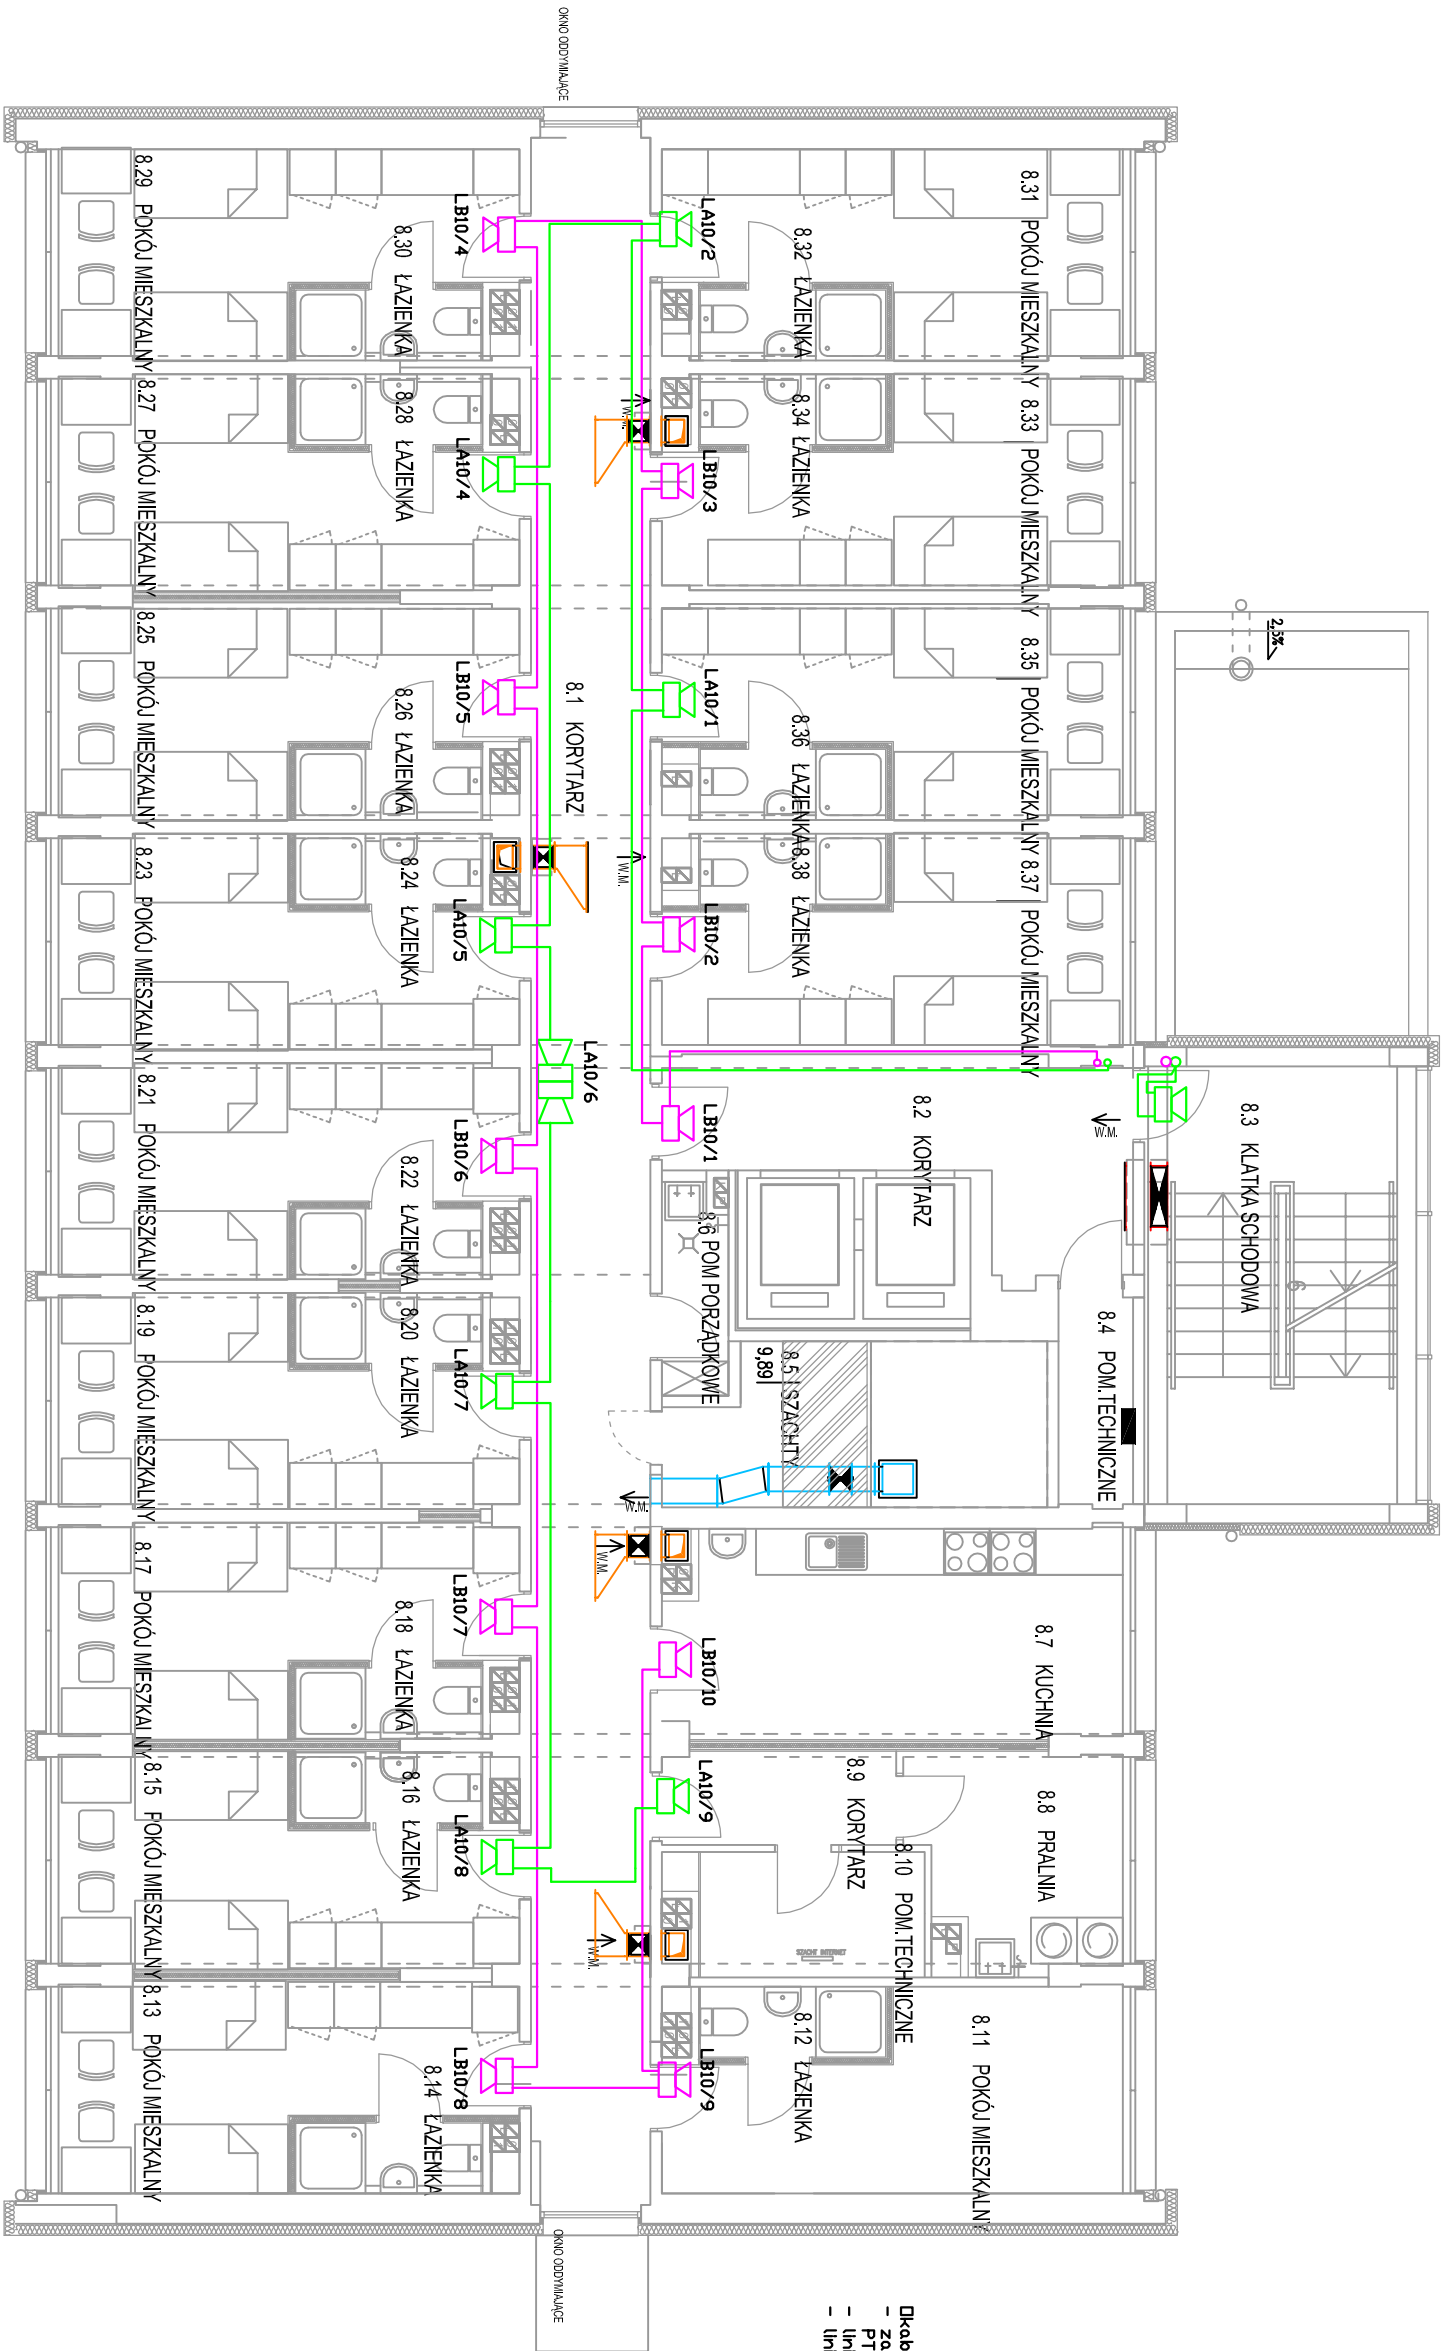 OKNO ODDYMIAJĄCE
8.31 POKÓJ MIESZKALNY
8.33 POKÓJ MIESZKALNY
8.35 POKÓJ MIESZKALNY
8.37 POKÓJ MIESZKALNY
8.32 ŁAZIENKA
8.34 ŁAZIENKA
8.36 ŁAZIENKA
8.38 ŁAZIENKA
LA10/2
LB10/3
LA10/1
LB10/2
LB10/1
W.M.
W.M.
8.1 KORYTARZ
2,5%
8.2 KORYTARZ
W.M.
8.3 KLATKA SCHODOWA
9
8.4 POM.TECHNICZNE
8.5 SZACHTY
9,89
8.6 POM PORZĄDKOWE
W.M.
W.M.
8.7 KUCHNIA
8.8 PRALNIA
8.9 KORYTARZ
8.10 POM.TECHNICZNE
SZACHT INTERNET
8.11 POKÓJ MIESZKALNY
8.12 ŁAZIENKA
LB10/10
LA10/9
LB10/9
W.M.
LB10/4
LA10/4
LB10/5
LA10/5
LA10/6
LB10/6
LA10/7
LB10/7
LA10/8
LB10/8
8.30 ŁAZIENKA
8.28 ŁAZIENKA
8.26 ŁAZIENKA
8.24 ŁAZIENKA
8.22 ŁAZIENKA
8.20 ŁAZIENKA
8.18 ŁAZIENKA
8.16 ŁAZIENKA
8.14 ŁAZIENKA
8.29 POKÓJ MIESZKALNY
8.27 POKÓJ MIESZKALNY
8.25 POKÓJ MIESZKALNY
8.23 POKÓJ MIESZKALNY
8.21 POKÓJ MIESZKALNY
8.19 POKÓJ MIESZKALNY
8.17 POKÓJ MIESZKALNY
8.15 POKÓJ MIESZKALNY
8.13 POKÓJ MIESZKALNY
OKNO ODDYMIAJĄCE
Okab
- za
PT
- lini
- lini